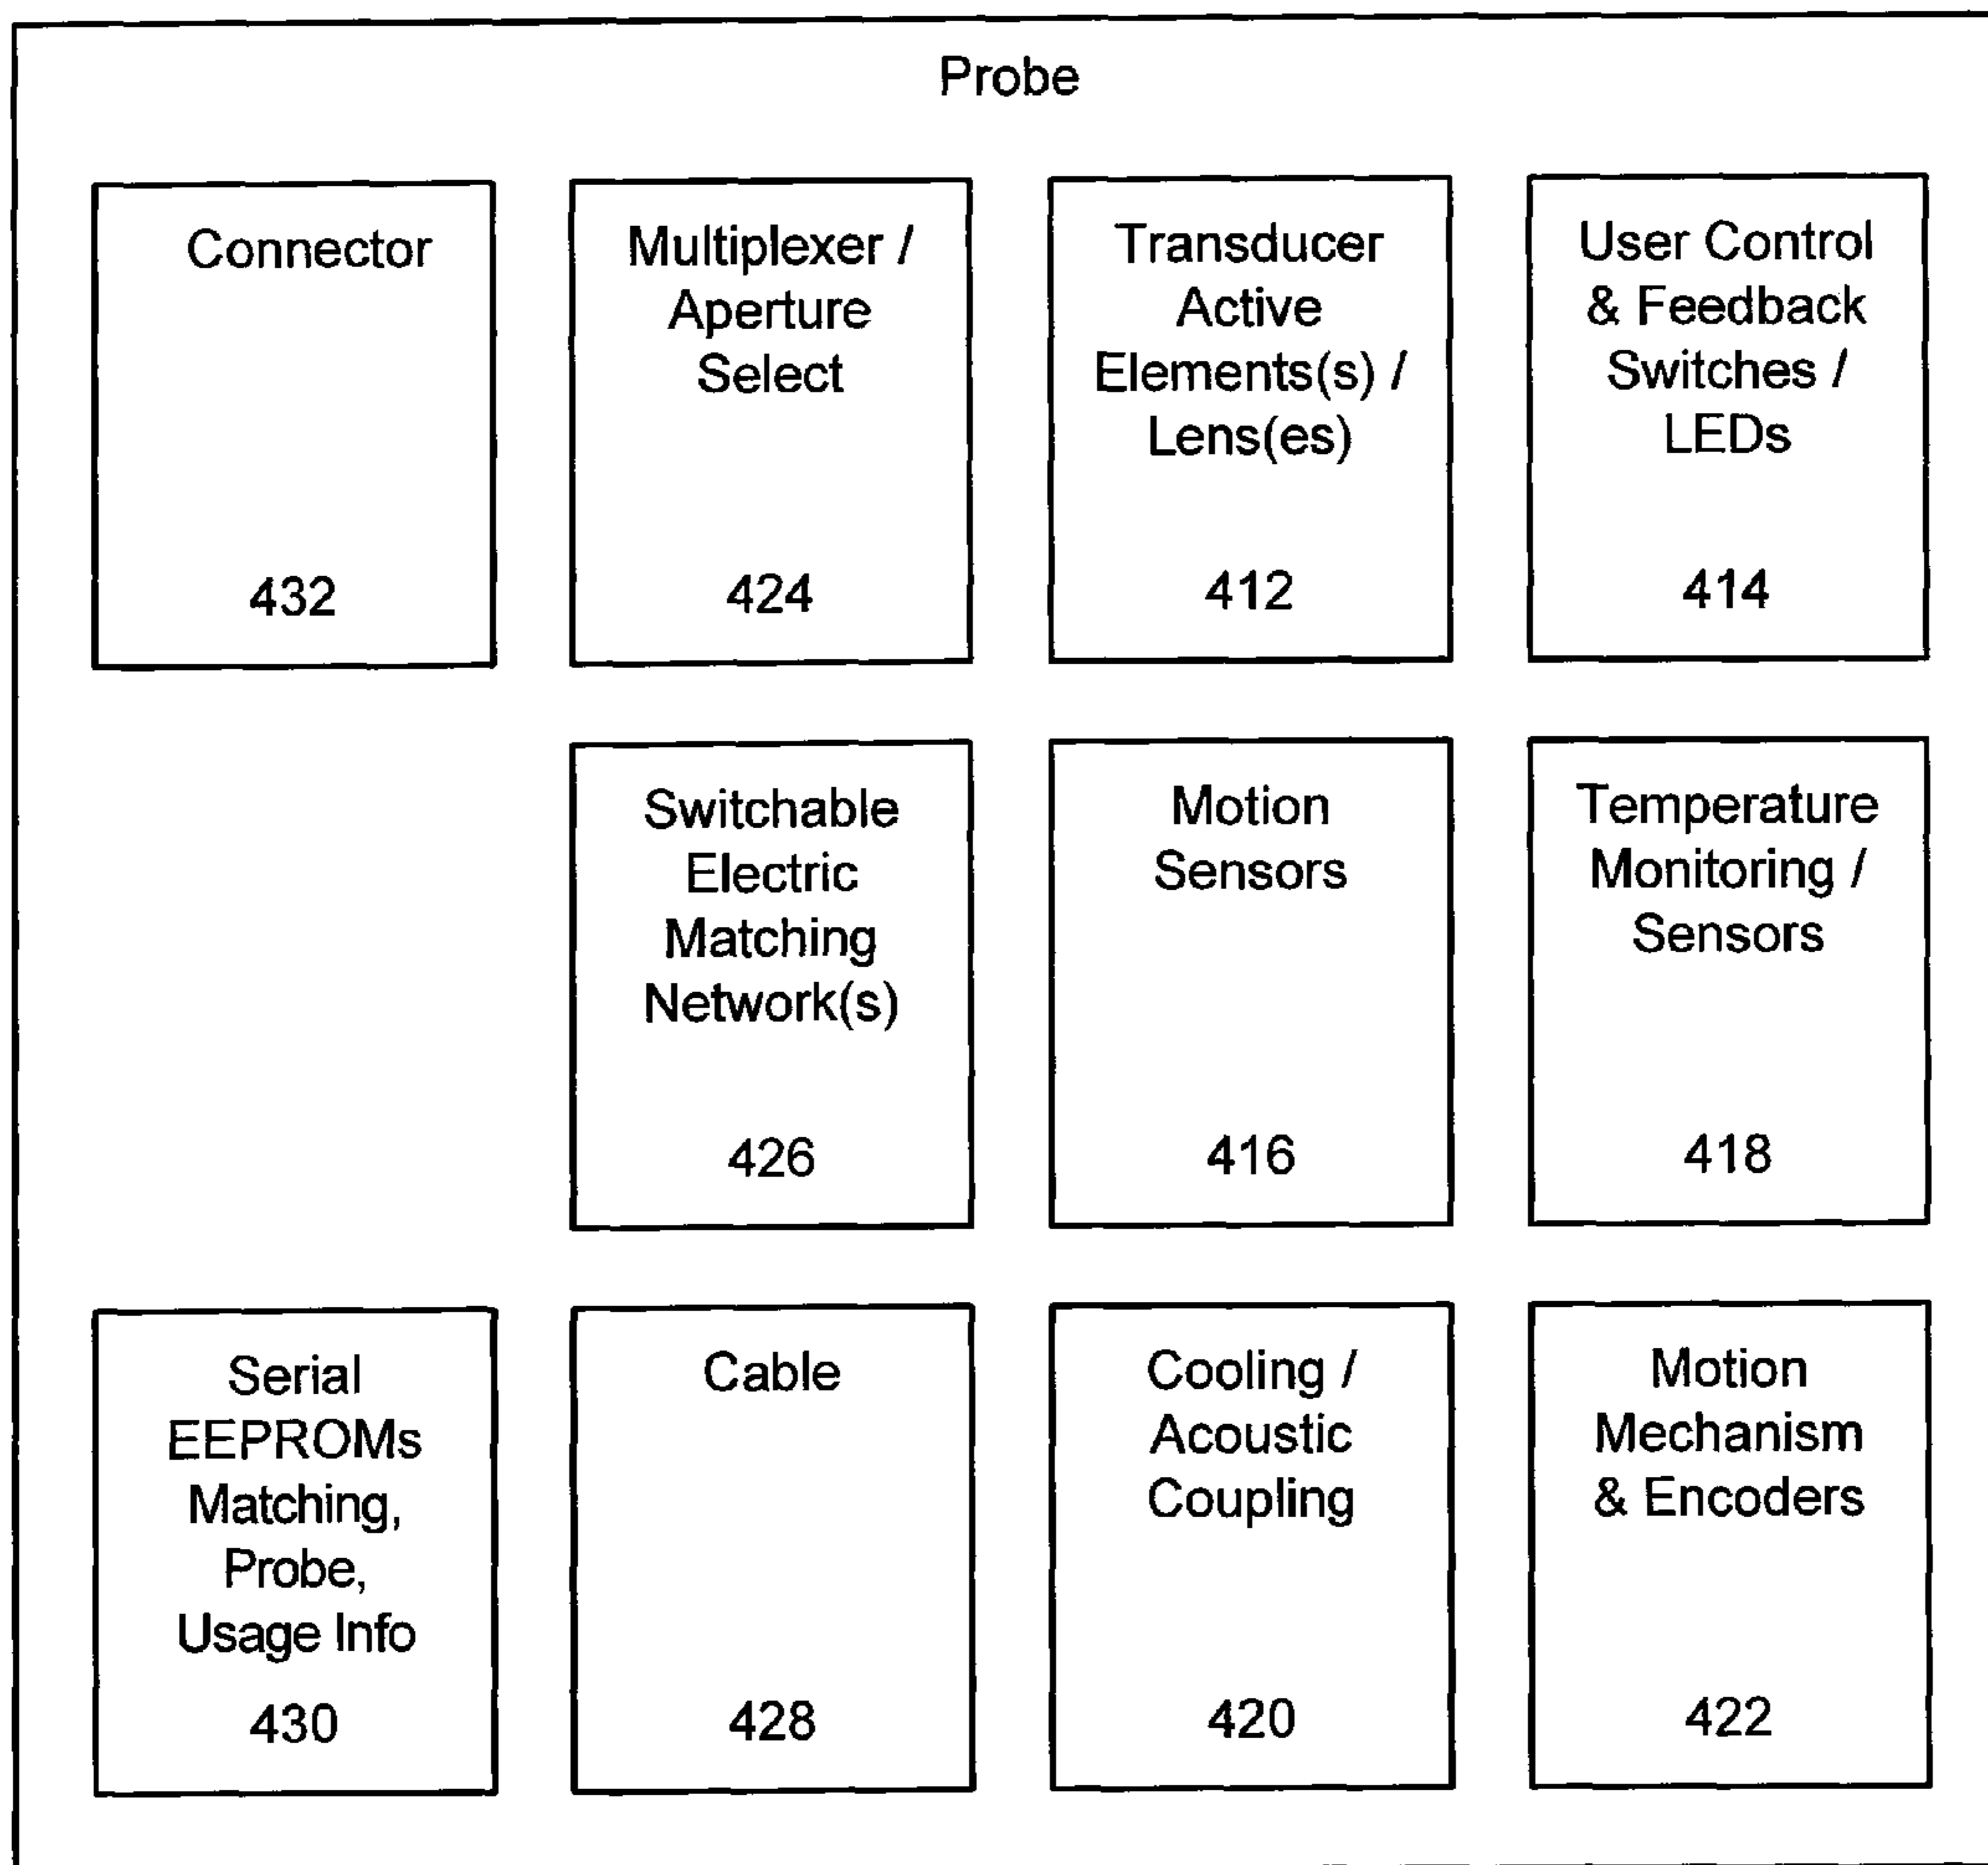 Probe
Connector
432
Multiplexer /
Aperture
Select
424
Transducer
Active
Elements(s) /
Lens(es)
412
User Control
& Feedback
Switches /
LEDs
414
Switchable
Electric
Matching
Network(s)
426
Motion
Sensors
416
Temperature
Monitoring /
Sensors
418
Serial
EEPROMs
Matching,
Probe,
Usage Info
430
Cable
428
Cooling /
Acoustic
Coupling
420
Motion
Mechanism
& Encoders
422